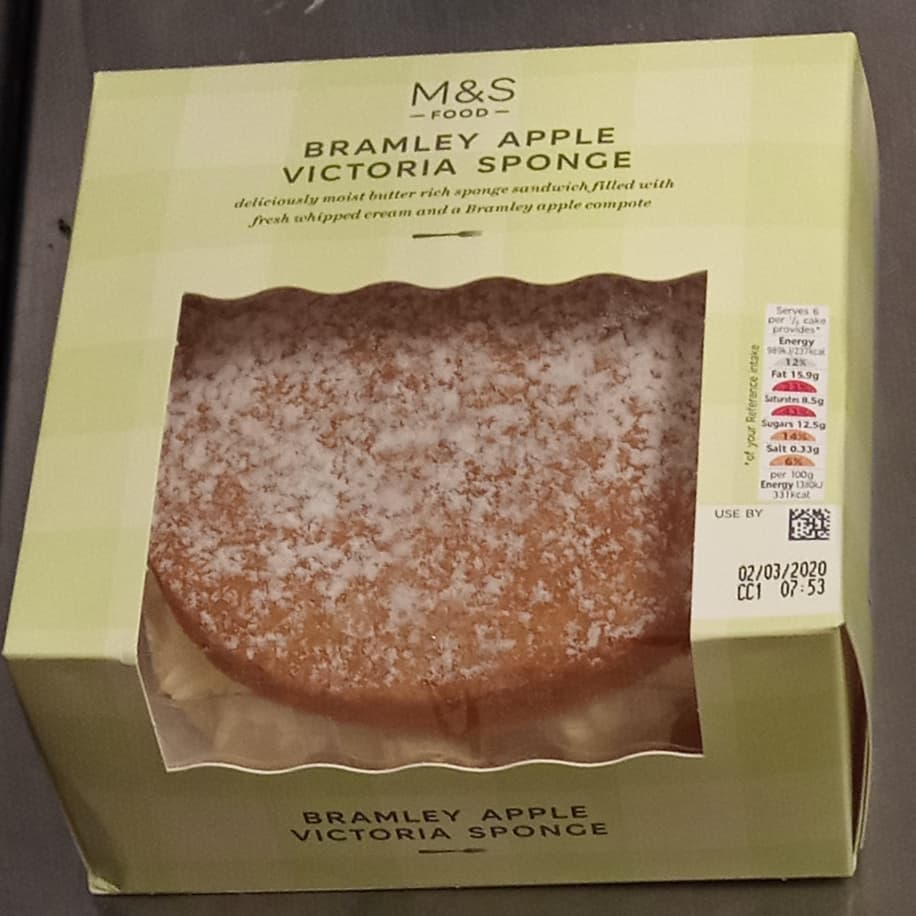 M&S
FOOD
BRAMLEY APPLE
VICTORIA SPONGE
deliciously moist butter rich sponge sandwich filled with
fresh whipped cream and a Bramley apple compote
Serves 6
per 1/6 cake
provides*
Energy
989kJ/237kcal
12%
Fat 15.9g
Saturates 8.5g
Sugars 12.5g
14%
Salt 0.33g
6%
per 100g
Energy 1380kJ
331kcal
*of your Reference intake
USE BY
02/03/2020
CC1 07:53
BRAMLEY APPLE
VICTORIA SPONGE